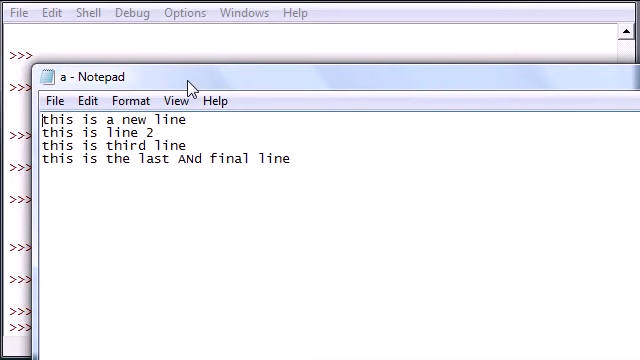 File Edit Shell Debug Options Windows Help
>>>
a - Notepad
>>>
File Edit Format View Help
this is a new line
this is line 2
>>>
this is third line
this is the last ANd final line
>>>
>>>
>>>
>>>
>>>
>>>